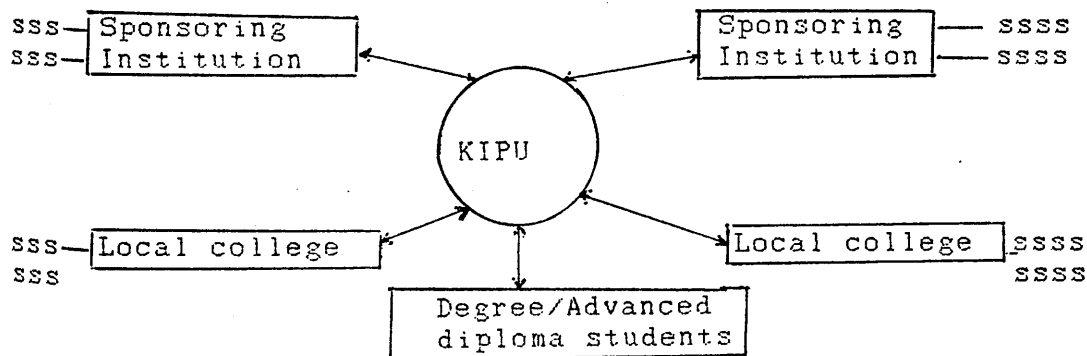 sss Sponsoring
sss Institution
Sponsoring ssss
Institution ssss
KIPU
sss Local college
sss
Local college ssss
ssss
Degree/Advanced
diploma students